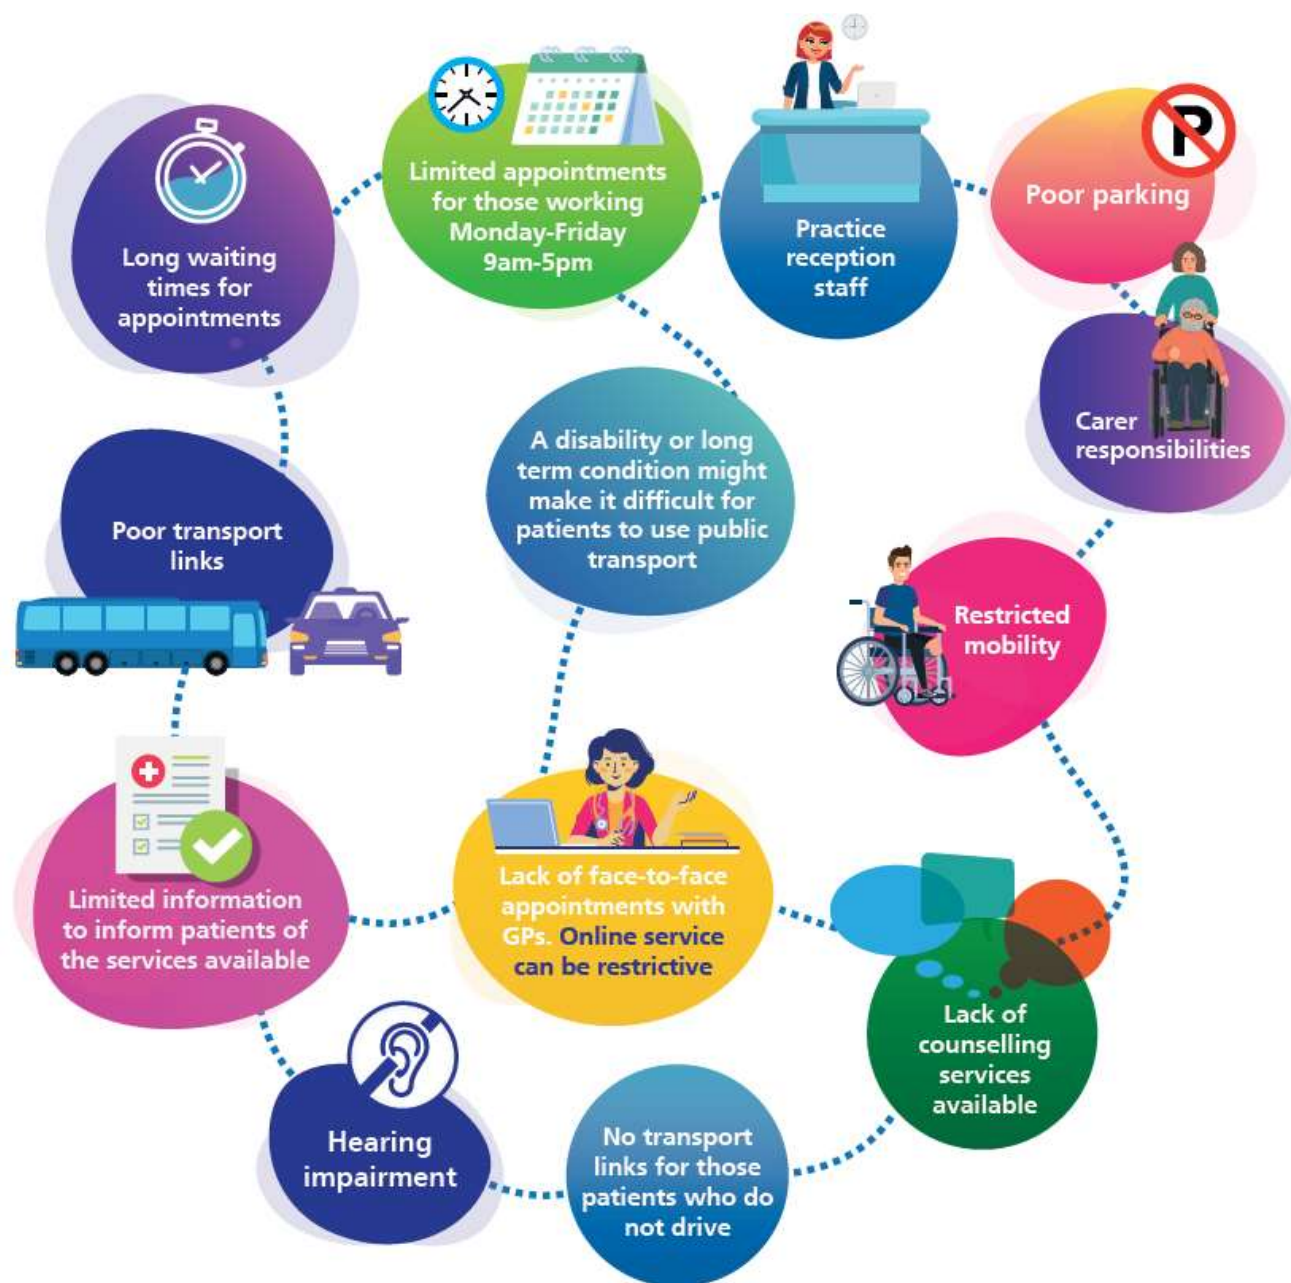 Limited appointments
for those working
Monday-Friday
9am-5pm
Practice
reception
staff
P
Poor parking
Long waiting
times for
appointments
Carer
responsibilities
A disability or long
term condition might
make it difficult for
patients to use public
transport
Poor transport
links
Restricted
mobility
Limited information
to inform patients of
the services available
Lack of face-to-face
appointments with
GPs. Online service
can be restrictive
Lack of
counselling
services
available
Hearing
impairment
No transport
links for those
patients who do
not drive